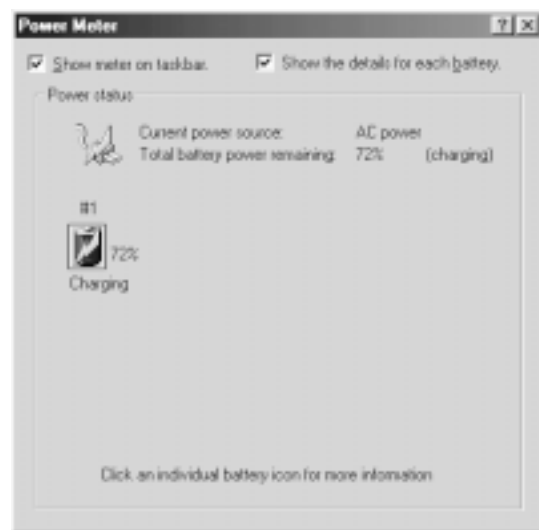 Power Meter
Show meter on taskbar. Show the details for each battery.
Power status
Current power source: AC power
Total battery power remaining: 72% (charging)
#1
72%
Charging
Click an individual battery icon for more information